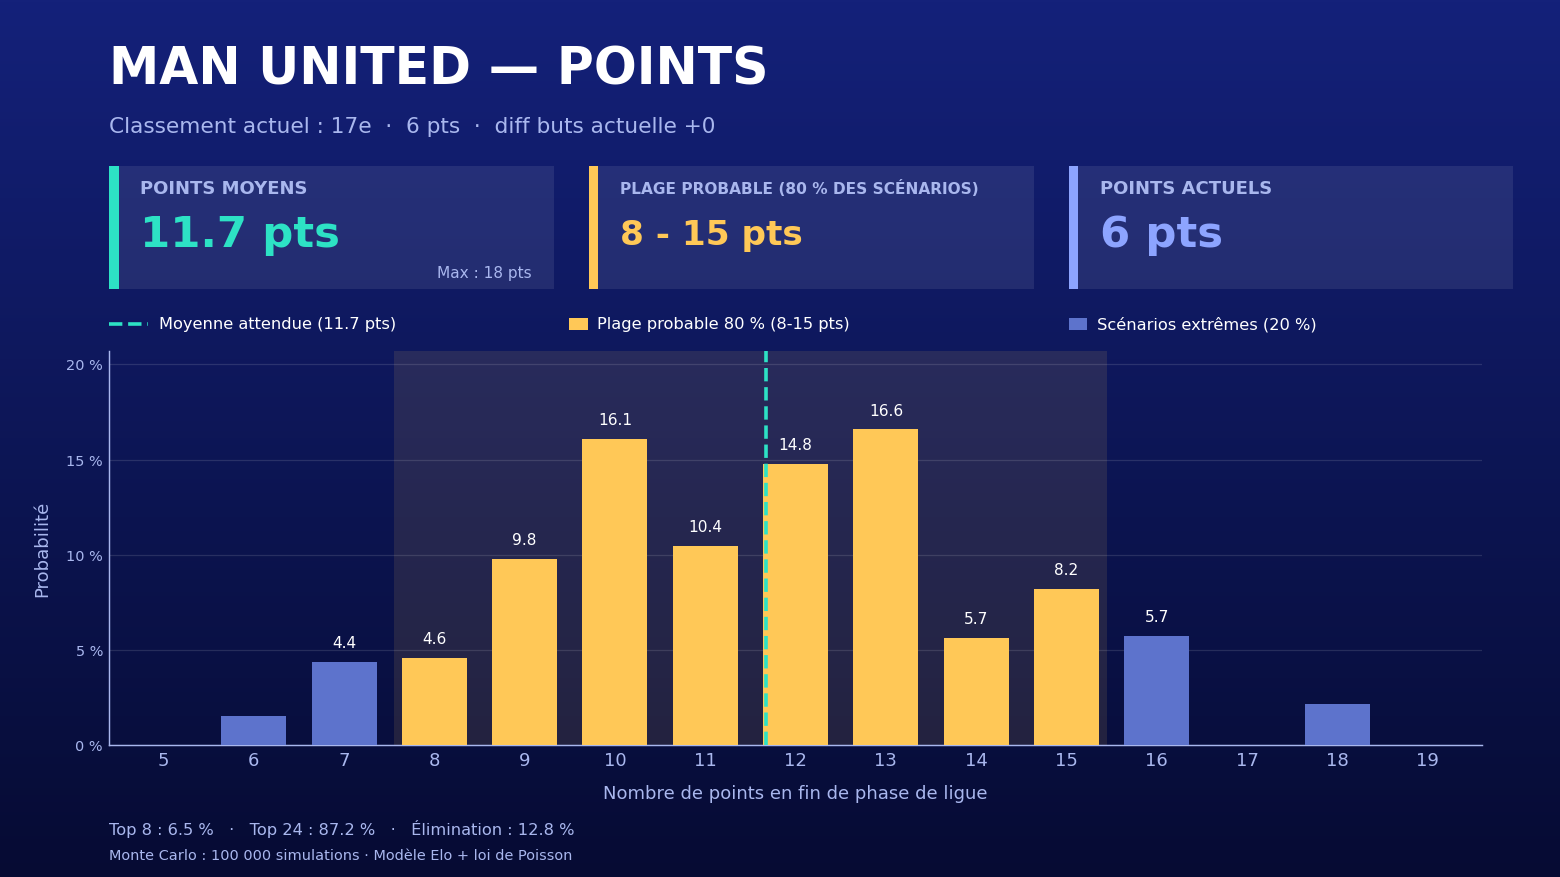 MAN UNITED — POINTS
Classement actuel : 17e · 6 pts · diff buts actuelle +0
POINTS MOYENS
11.7 pts
Max : 18 pts
PLAGE PROBABLE (80 % DES SCÉNARIOS)
8 - 15 pts
POINTS ACTUELS
6 pts
Moyenne attendue (11.7 pts)
Plage probable 80 % (8-15 pts)
Scénarios extrêmes (20 %)
Probabilité
20 %
15 %
10 %
5 %
0 %
4.4
4.6
9.8
16.1
10.4
14.8
16.6
5.7
8.2
5.7
5 6 7 8 9 10 11 12 13 14 15 16 17 18 19
Nombre de points en fin de phase de ligue
Top 8 : 6.5 % · Top 24 : 87.2 % · Élimination : 12.8 %
Monte Carlo : 100 000 simulations · Modèle Elo + loi de Poisson